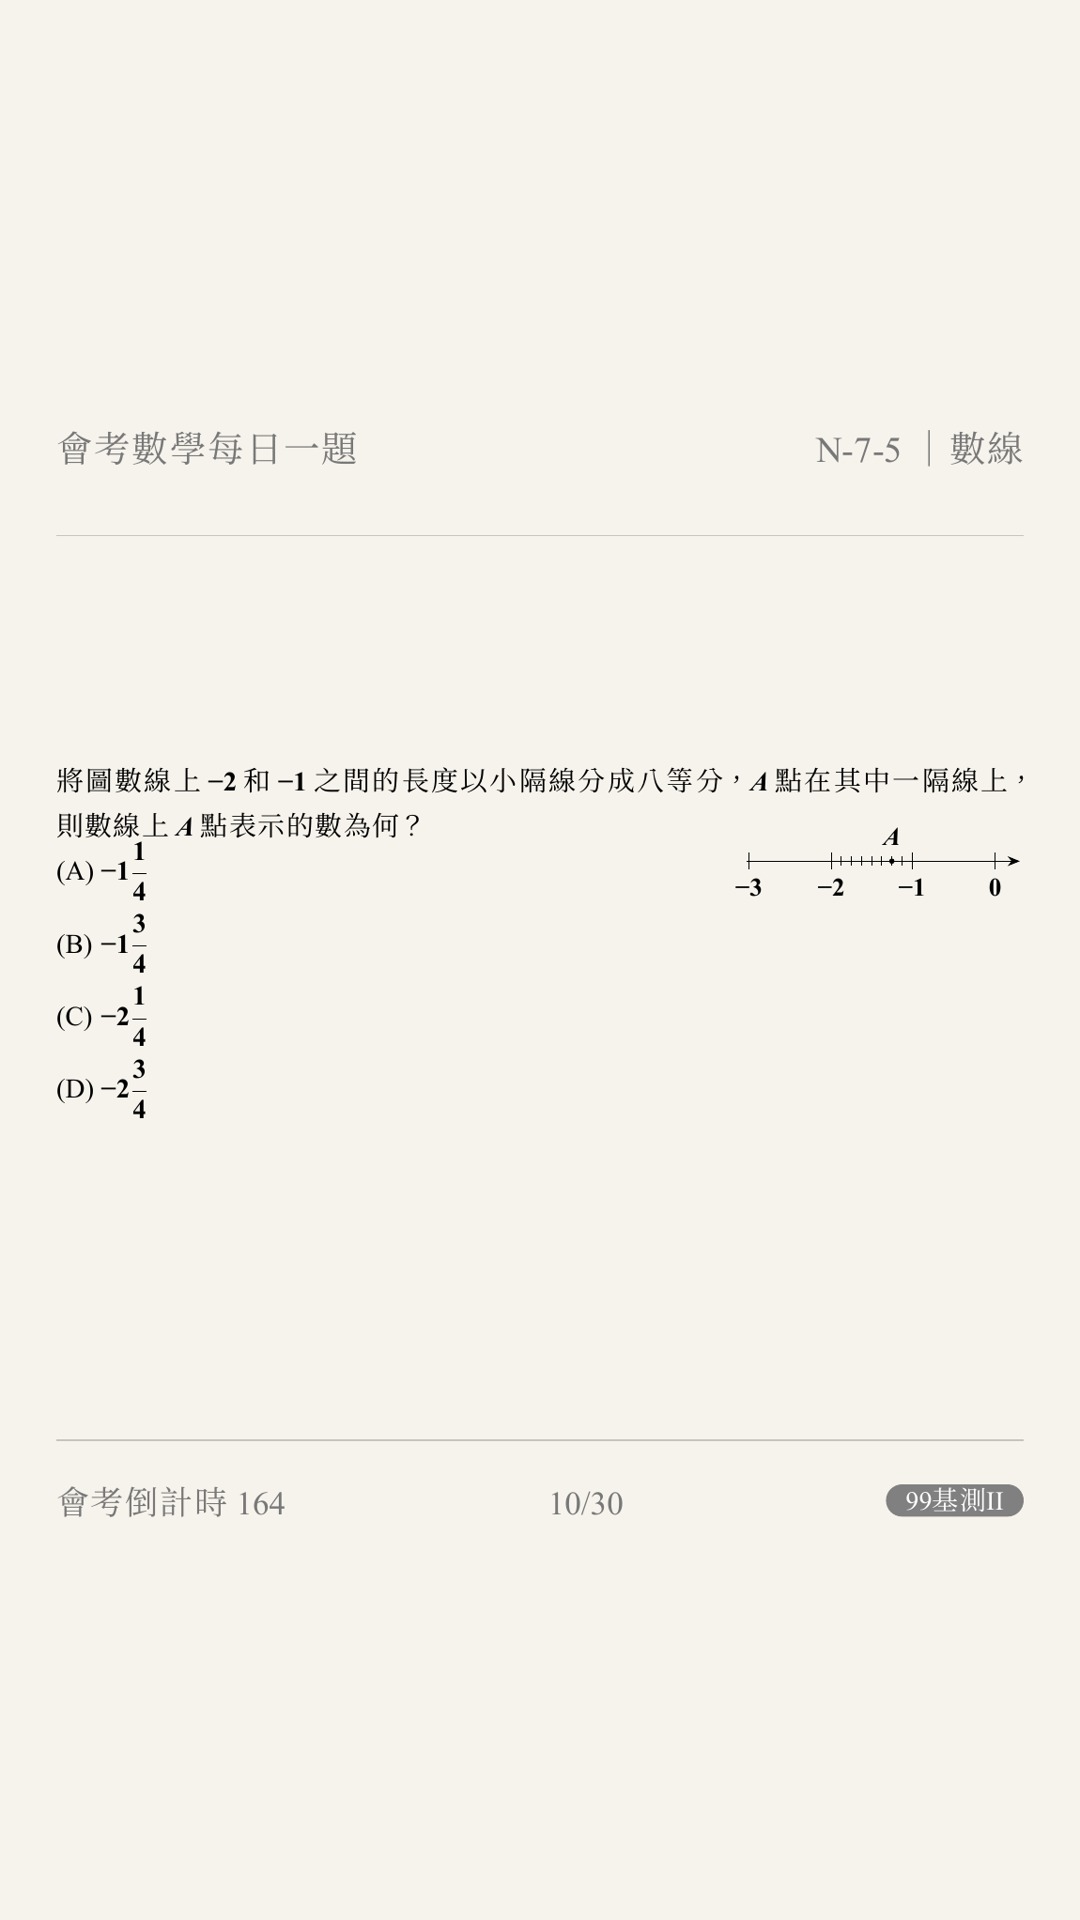 會考數學每日一題
N-7-5 | 數線
將圖數線上 −2 和 −1 之間的長度以小隔線分成八等分，A 點在其中一隔線上，
則數線上 A 點表示的數為何？
(A) −1 1/4
(B) −1 3/4
(C) −2 1/4
(D) −2 3/4
A
−3 −2 −1 0
會考倒計時 164
10/30
99基測II